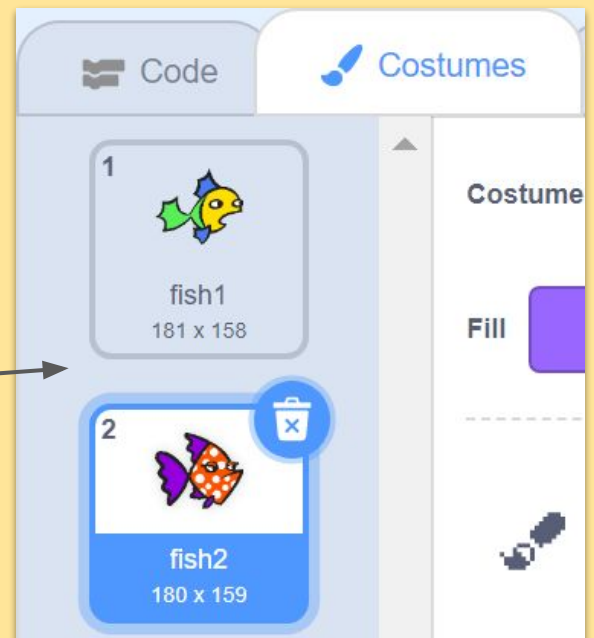 Code
Costumes
1
fish1
181 x 158
2
fish2
180 x 159
Costume
Fill